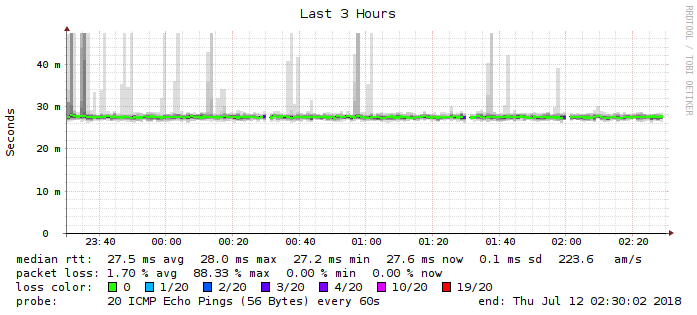 Last 3 Hours
RRDTOOL / TOBI OETIKER
Seconds
40 m
30 m
20 m
10 m
0
23:40 00:00 00:20 00:40 01:00 01:20 01:40 02:00 02:20
median rtt: 27.5 ms avg 28.0 ms max 27.2 ms min 27.6 ms now 0.1 ms sd 223.6 am/s
packet loss: 1.70 % avg 88.33 % max 0.00 % min 0.00 % now
loss color: 0 1/20 2/20 3/20 4/20 10/20 19/20
probe: 20 ICMP Echo Pings (56 Bytes) every 60s end: Thu Jul 12 02:30:02 2018